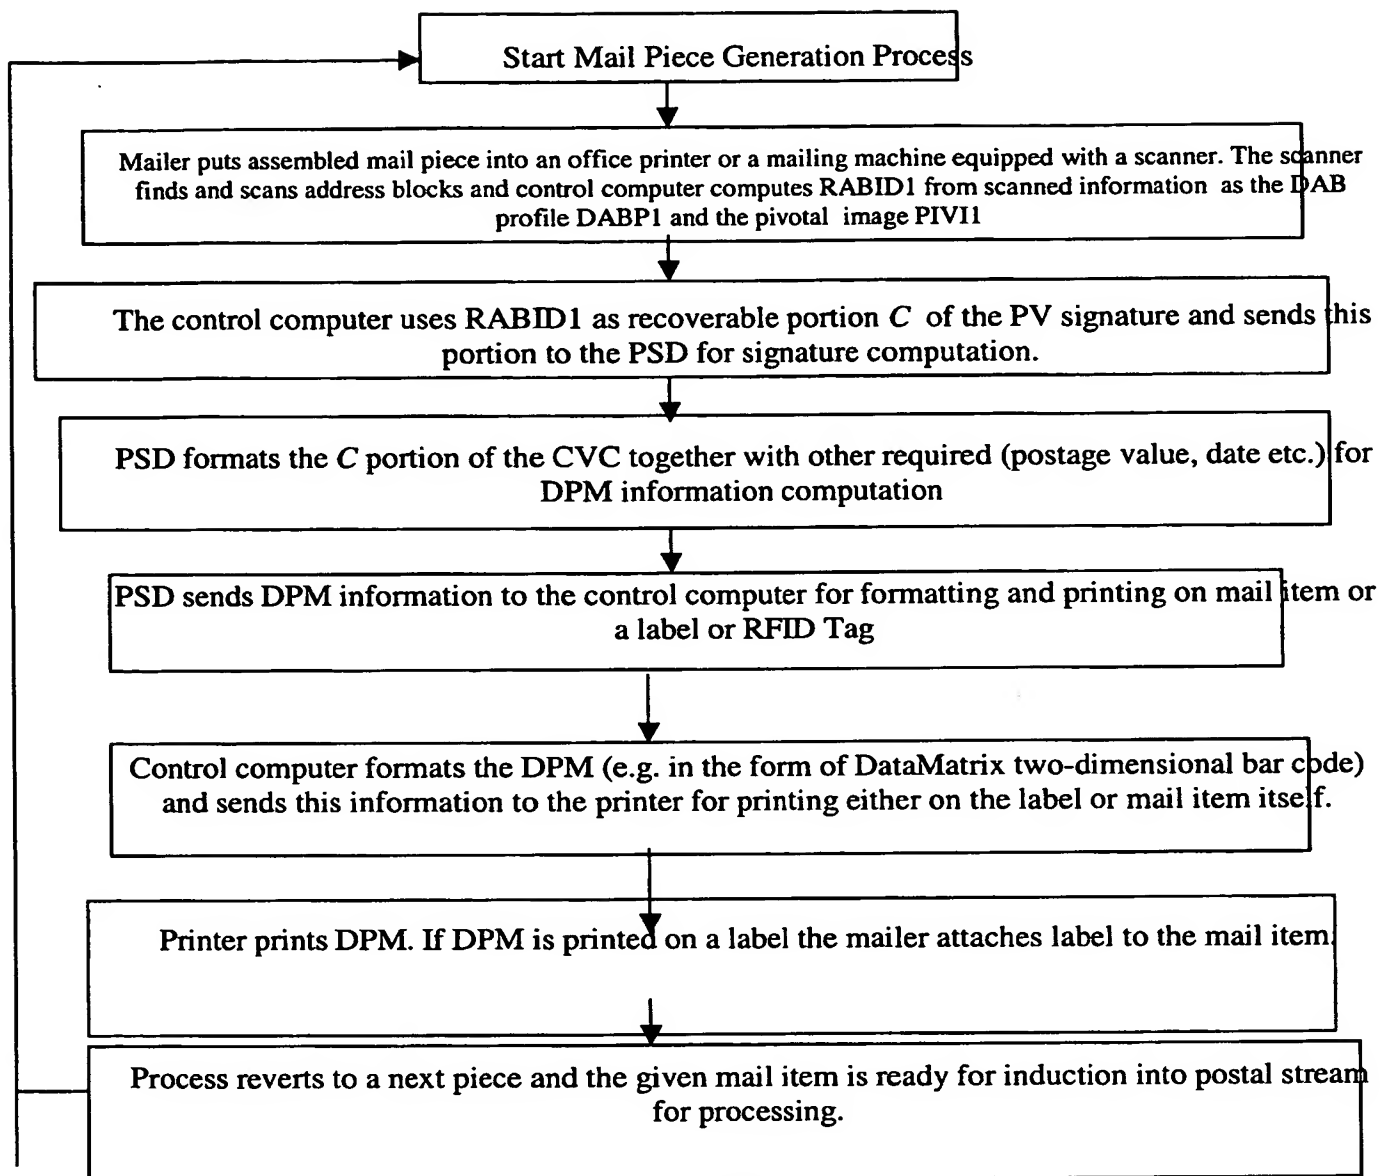 Start Mail Piece Generation Process
Mailer puts assembled mail piece into an office printer or a mailing machine equipped with a scanner. The scanner
finds and scans address blocks and control computer computes RABID1 from scanned information as the DAB
profile DABP1 and the pivotal image PIVI1
The control computer uses RABID1 as recoverable portion C of the PV signature and sends this
portion to the PSD for signature computation.
PSD formats the C portion of the CVC together with other required (postage value, date etc.) for
DPM information computation
PSD sends DPM information to the control computer for formatting and printing on mail item or
a label or RFID Tag
Control computer formats the DPM (e.g. in the form of DataMatrix two-dimensional bar code)
and sends this information to the printer for printing either on the label or mail item itself.
Printer prints DPM. If DPM is printed on a label the mailer attaches label to the mail item.
Process reverts to a next piece and the given mail item is ready for induction into postal stream
for processing.